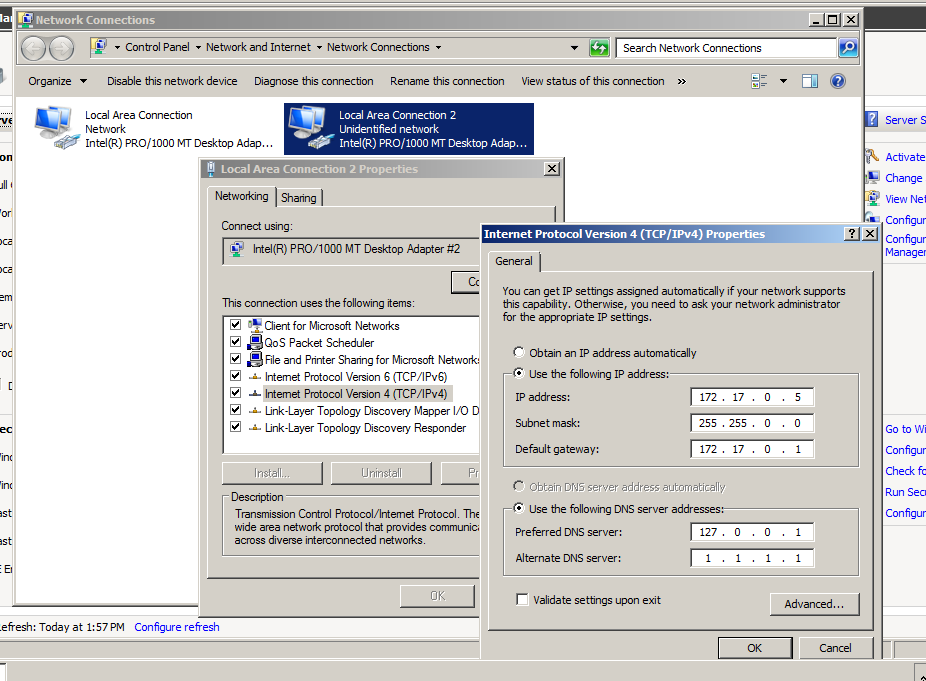 Network Connections
Control Panel
Network and Internet
Network Connections
Search Network Connections
Organize
Disable this network device
Diagnose this connection
Rename this connection
View status of this connection
»
Local Area Connection
Network
Intel(R) PRO/1000 MT Desktop Adap...
Local Area Connection 2
Unidentified network
Intel(R) PRO/1000 MT Desktop Adap...
Server S
Activate
Change
View Net
Configur
Configur
Manager
Local Area Connection 2 Properties
Networking
Sharing
Connect using:
Intel(R) PRO/1000 MT Desktop Adapter #2
Co
This connection uses the following items:
Client for Microsoft Networks
QoS Packet Scheduler
File and Printer Sharing for Microsoft Networks
Internet Protocol Version 6 (TCP/IPv6)
Internet Protocol Version 4 (TCP/IPv4)
Link-Layer Topology Discovery Mapper I/O D
Link-Layer Topology Discovery Responder
Install...
Uninstall
Pr
Description
Transmission Control Protocol/Internet Protocol. The
wide area network protocol that provides communica
across diverse interconnected networks.
OK
Internet Protocol Version 4 (TCP/IPv4) Properties
General
You can get IP settings assigned automatically if your network supports
this capability. Otherwise, you need to ask your network administrator
for the appropriate IP settings.
Obtain an IP address automatically
Use the following IP address:
IP address: 172 . 17 . 0 . 5
Subnet mask: 255 . 255 . 0 . 0
Default gateway: 172 . 17 . 0 . 1
Obtain DNS server address automatically
Use the following DNS server addresses:
Preferred DNS server: 127 . 0 . 0 . 1
Alternate DNS server: 1 . 1 . 1 . 1
Validate settings upon exit
Advanced...
OK
Cancel
Go to Wi
Configur
Check fo
Run Secu
Configur
efresh: Today at 1:57 PM
Configure refresh